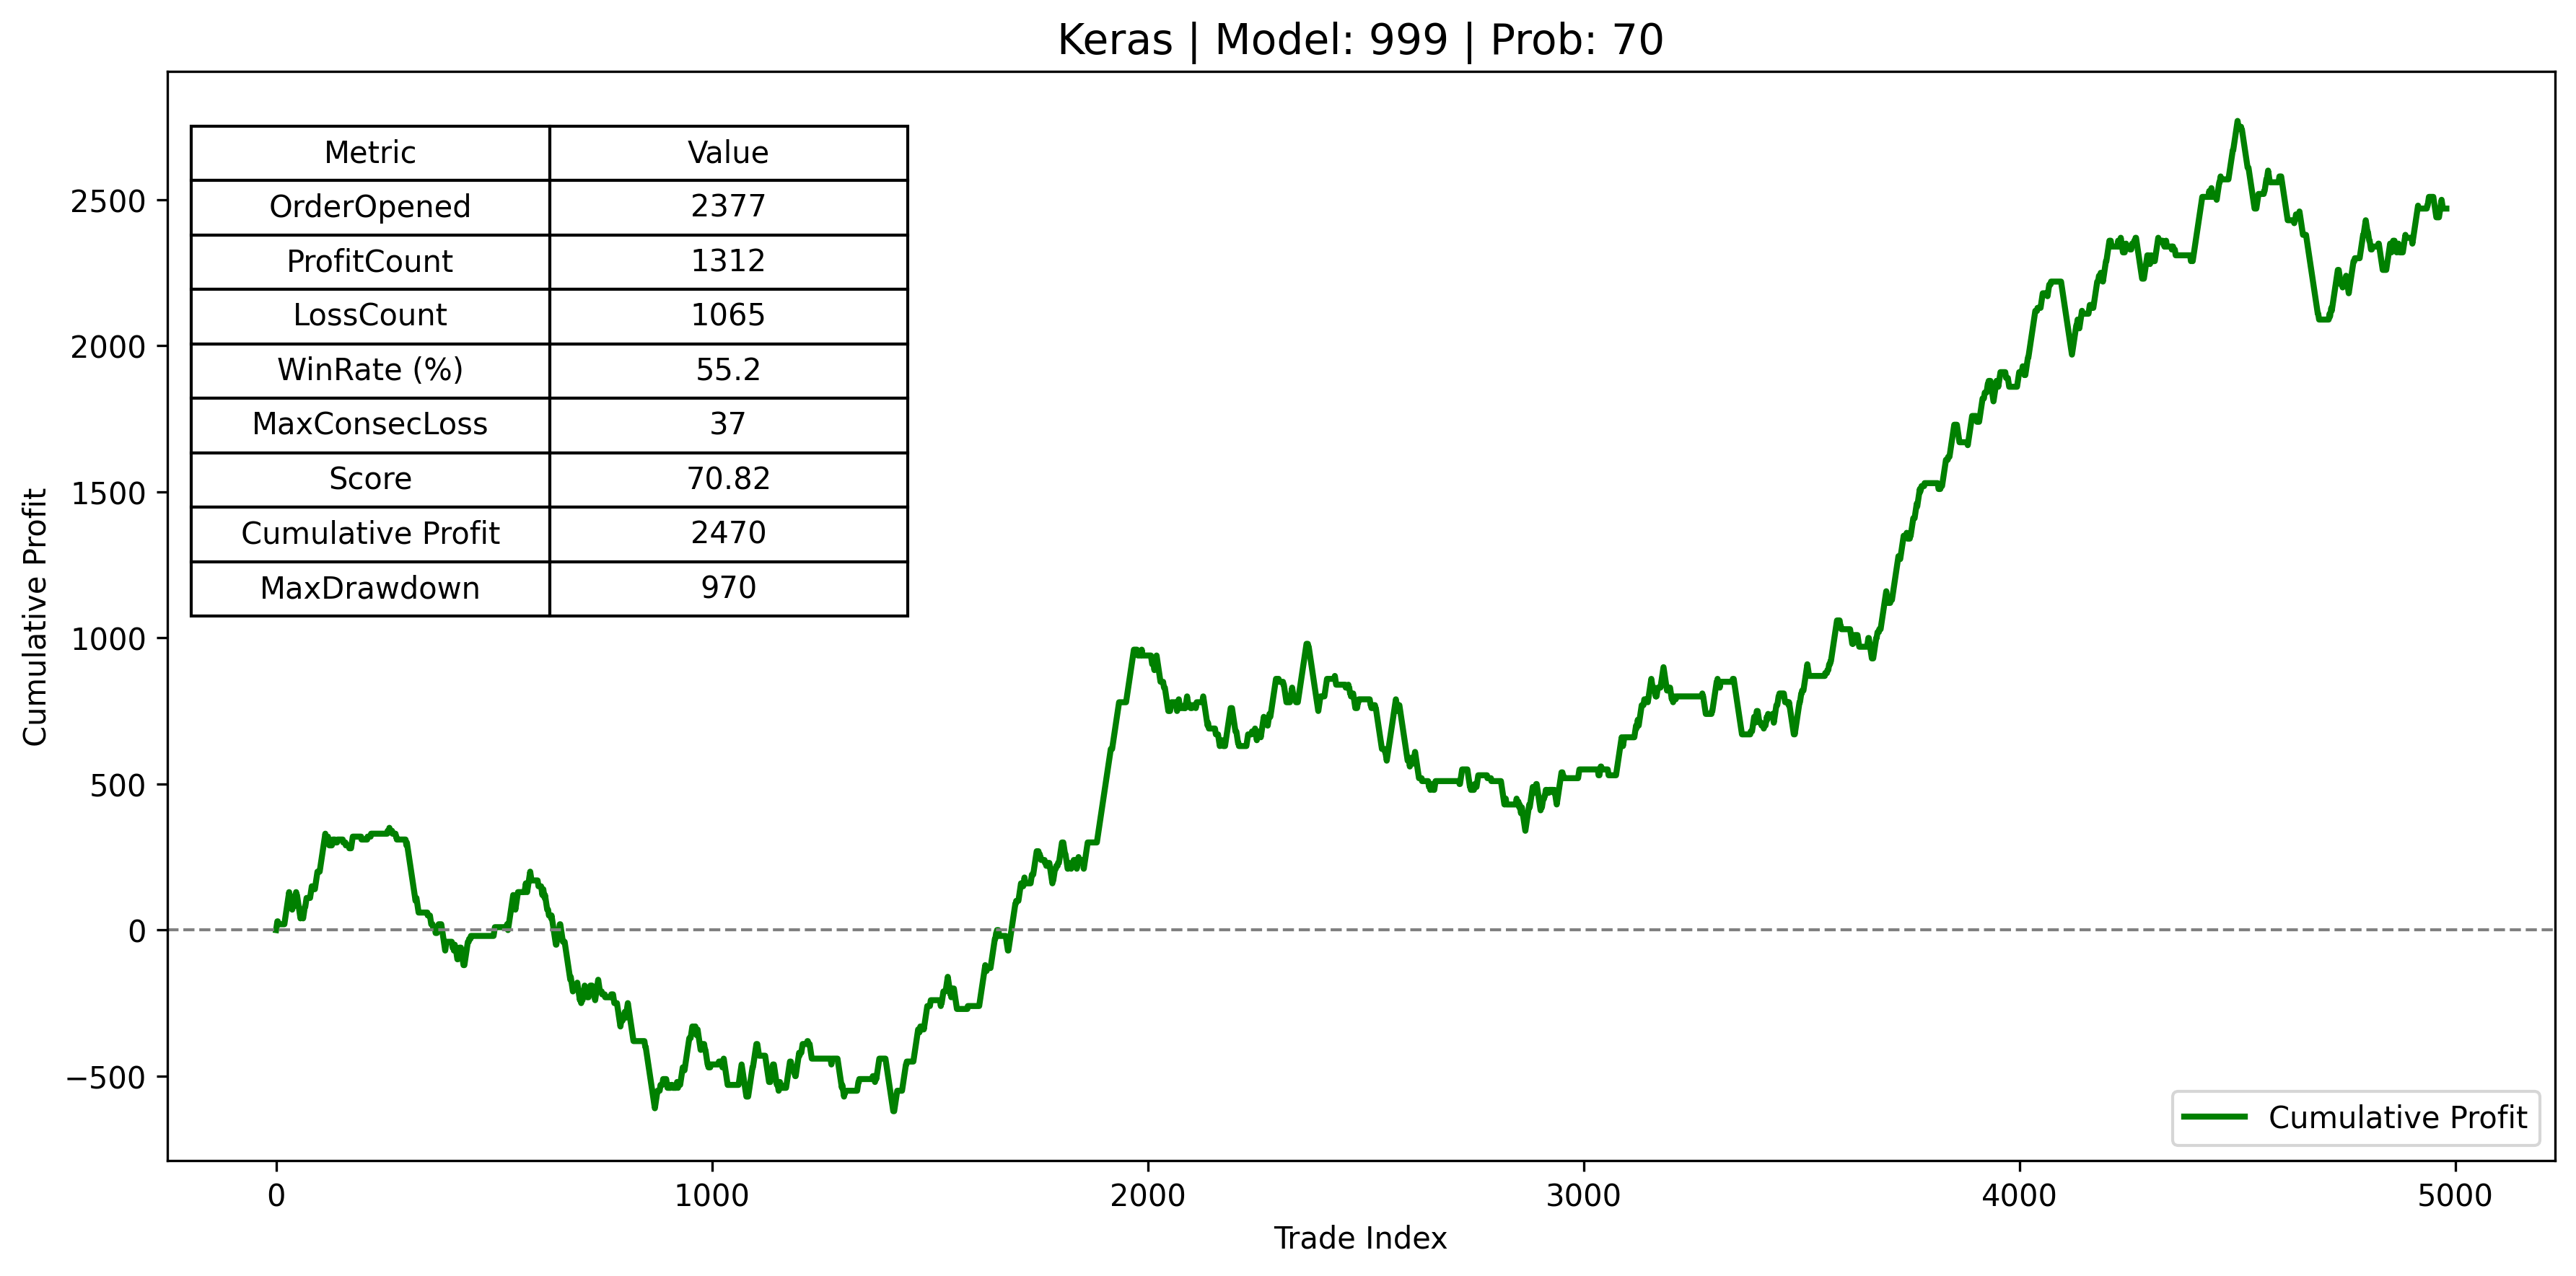 Keras | Model: 999 | Prob: 70
Metric Value
OrderOpened 2377
ProfitCount 1312
LossCount 1065
WinRate (%) 55.2
MaxConsecLoss 37
Score 70.82
Cumulative Profit 2470
MaxDrawdown 970
Cumulative Profit
2500
2000
1500
1000
500
0
−500
Cumulative Profit
0 1000 2000 3000 4000 5000
Trade Index